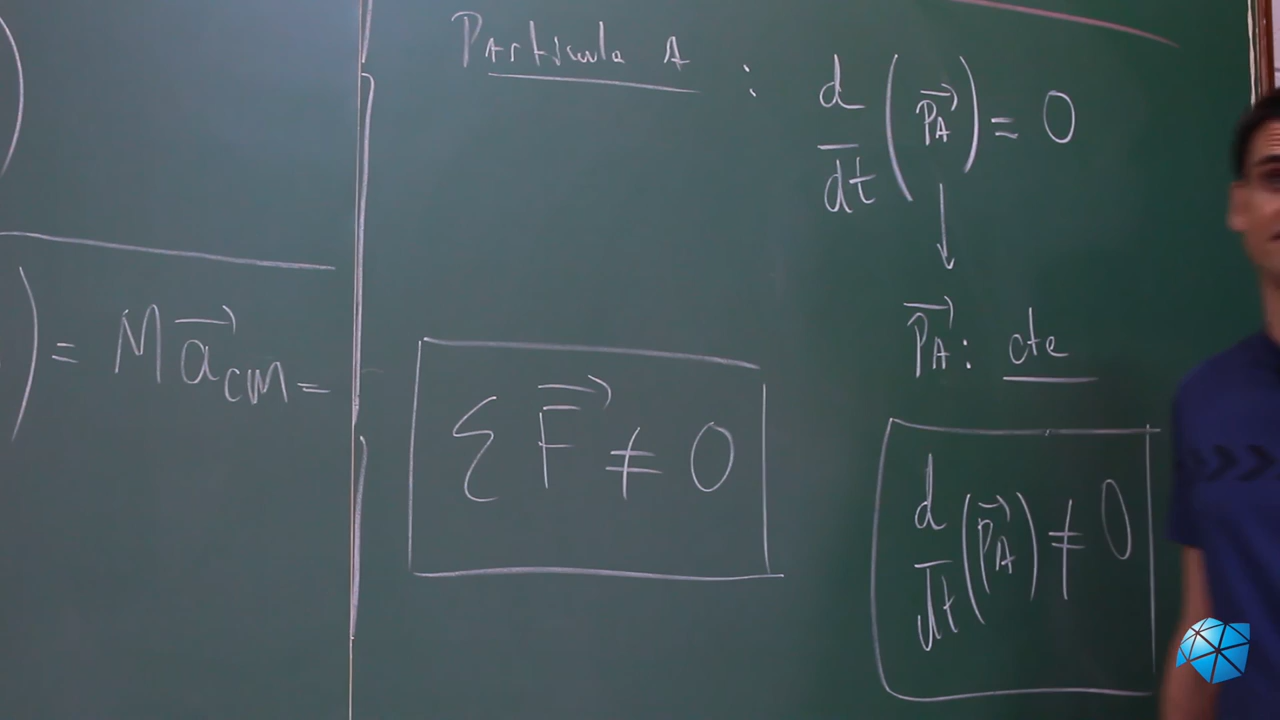 ) = M a⃗cm =
Partícula A : d/dt (p⃗A) = 0
p⃗A : cte
Σ F⃗ ≠ 0
d/dt (p⃗A) ≠ 0